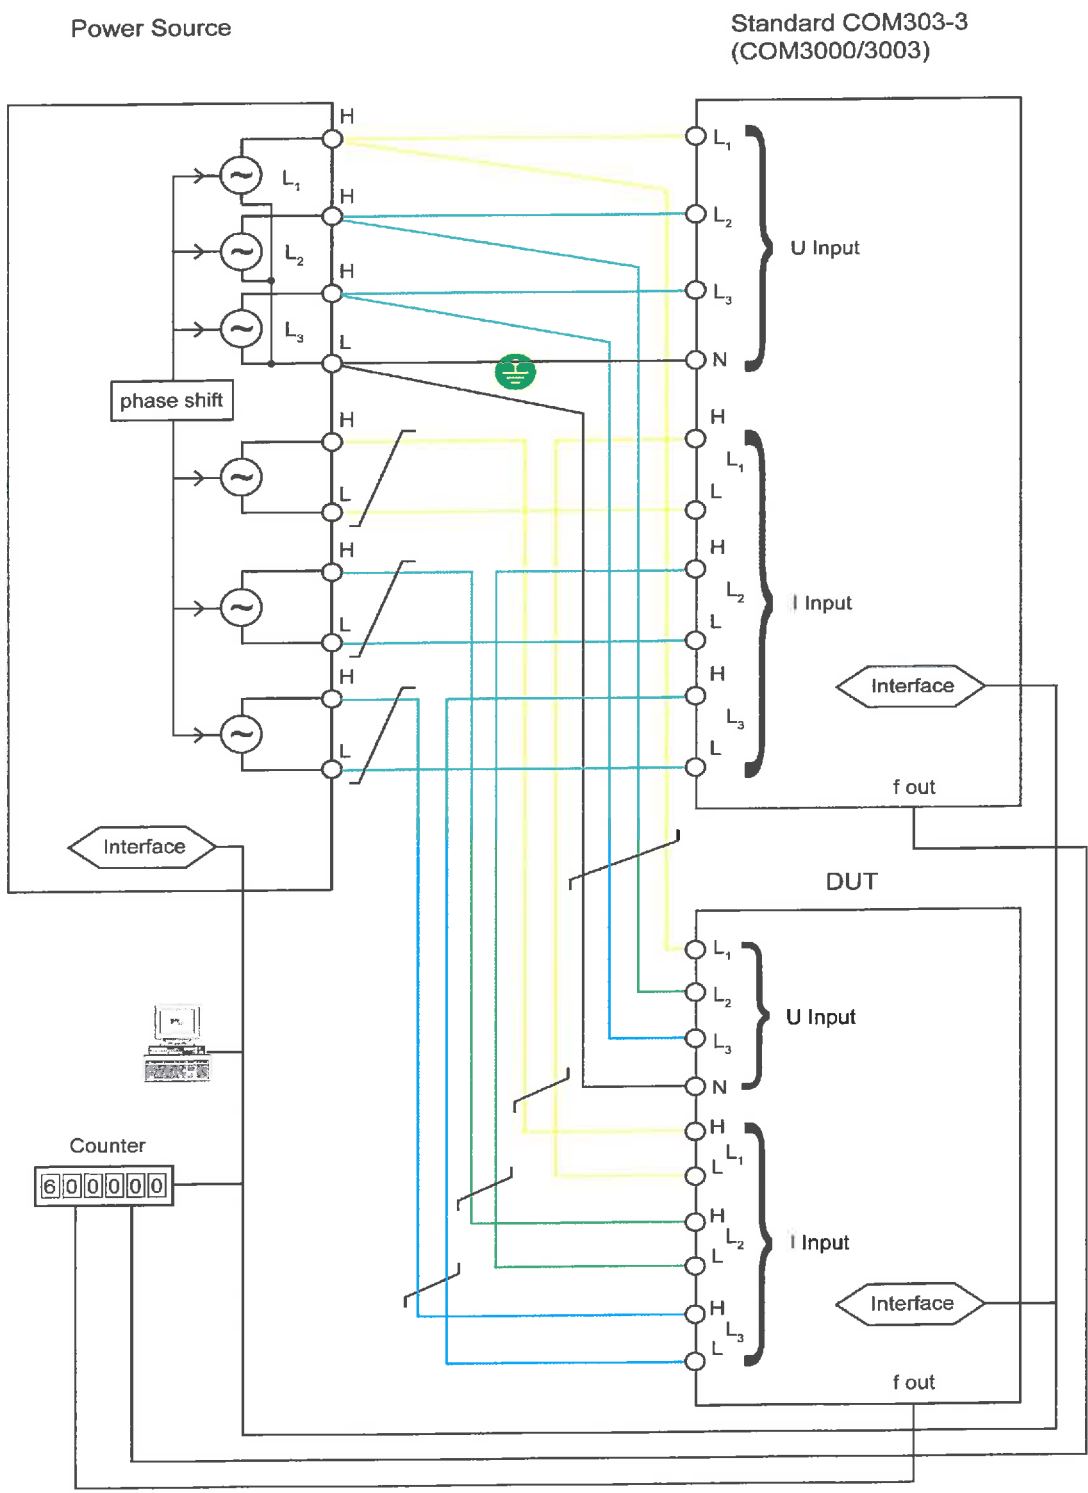 Power Source
Standard COM303-3
(COM3000/3003)
H
L1
H
L2
H
L3
L
phase shift
H
L
H
L
H
L
Interface
L1
L2
U Input
L3
N
H
L1
L
H
L2
I Input
L
H
L3
L
Interface
f out
DUT
L1
L2
U Input
L3
N
H
L1
L
H
L2
I Input
L
H
L3
L
Interface
f out
Counter
600000